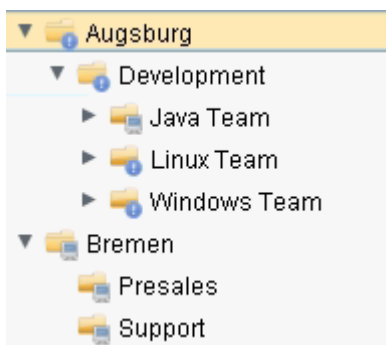 Augsburg
Development
Java Team
Linux Team
Windows Team
Bremen
Presales
Support